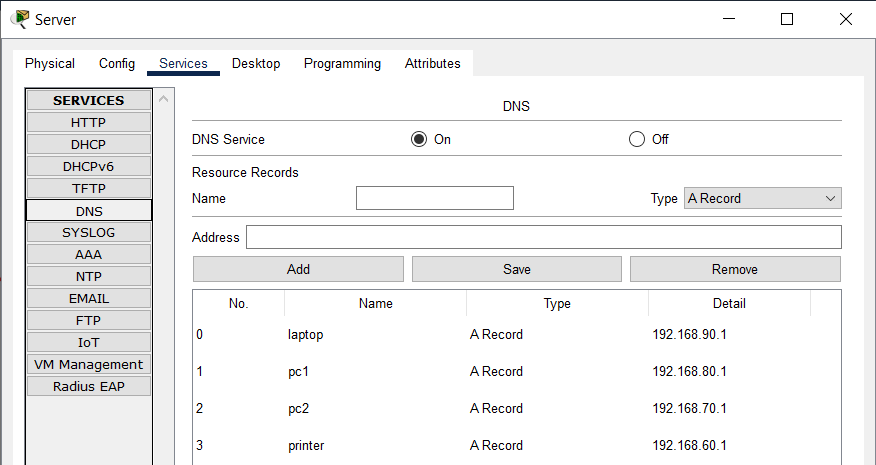 Server
Physical Config Services Desktop Programming Attributes
SERVICES
HTTP
DHCP
DHCPv6
TFTP
DNS
SYSLOG
AAA
NTP
EMAIL
FTP
IoT
VM Management
Radius EAP
DNS
DNS Service On Off
Resource Records
Name Type A Record
Address
Add Save Remove
No. Name Type Detail
0 laptop A Record 192.168.90.1
1 pc1 A Record 192.168.80.1
2 pc2 A Record 192.168.70.1
3 printer A Record 192.168.60.1